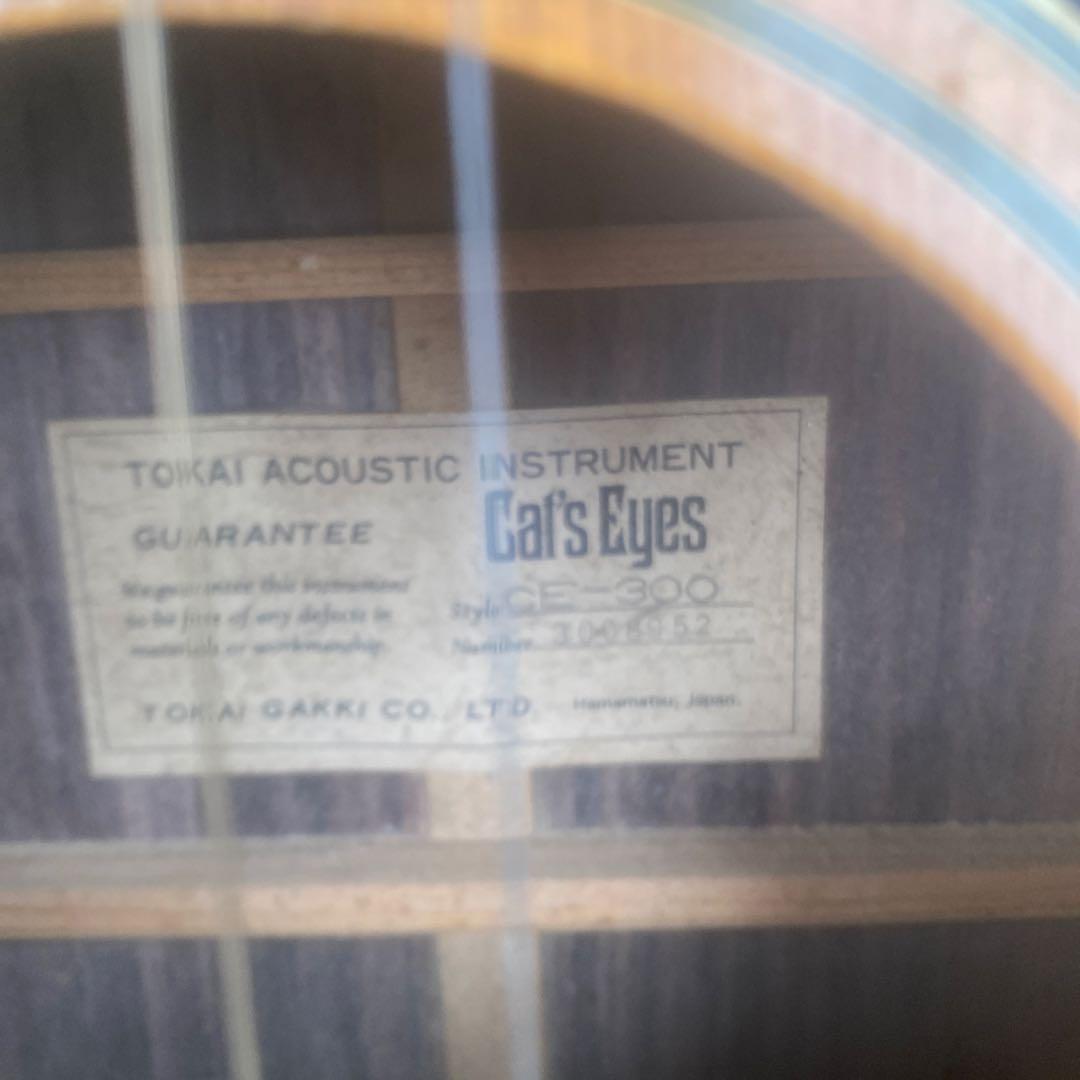 TOKAI ACOUSTIC INSTRUMENT
GUARANTEE
Cat's Eyes
We guarantee this instrument
to be free of any defects in
materials or workmanship.
Style CE-300
Number
TOKAI GAKKI CO., LTD. Hamamatsu, Japan.